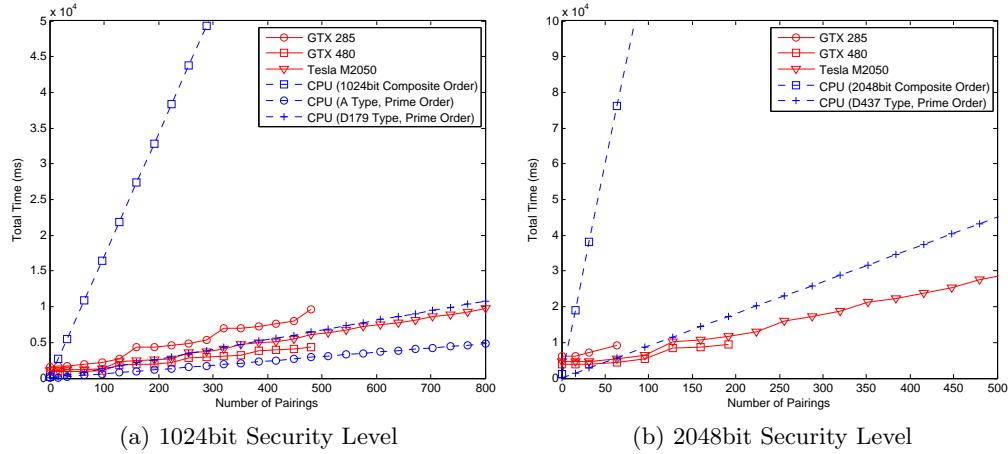 x 10^4
5
4.5
4
3.5
3
2.5
2
1.5
1
0.5
0
0 100 200 300 400 500 600 700 800
Total Time (ms)
Number of Pairings
GTX 285
GTX 480
Tesla M2050
CPU (1024bit Composite Order)
CPU (A Type, Prime Order)
CPU (D179 Type, Prime Order)
(a) 1024bit Security Level
x 10^4
10
9
8
7
6
5
4
3
2
1
0
0 50 100 150 200 250 300 350 400 450 500
Total Time (ms)
Number of Pairings
GTX 285
GTX 480
Tesla M2050
CPU (2048bit Composite Order)
CPU (D437 Type, Prime Order)
(b) 2048bit Security Level